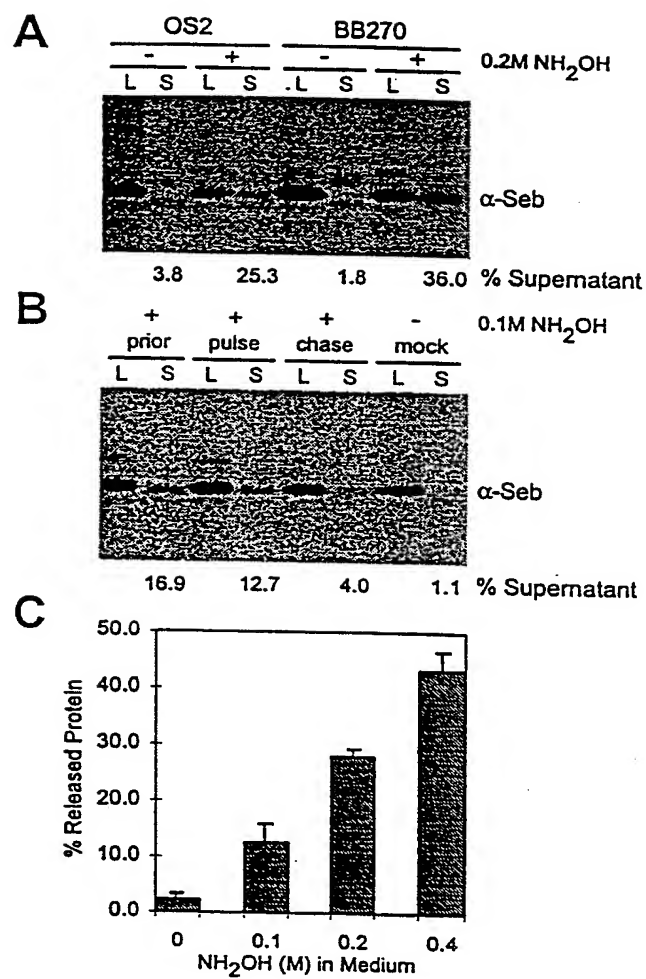 A
OS2 BB270
- + - + 0.2M NH2OH
L S L S .L S L S
α-Seb
3.8 25.3 1.8 36.0 % Supernatant
B
+ + + - 0.1M NH2OH
prior pulse chase mock
L S L S L S L S
α-Seb
16.9 12.7 4.0 1.1 % Supernatant
C
50.0
40.0
30.0
20.0
10.0
0.0
% Released Protein
0 0.1 0.2 0.4
NH2OH (M) in Medium